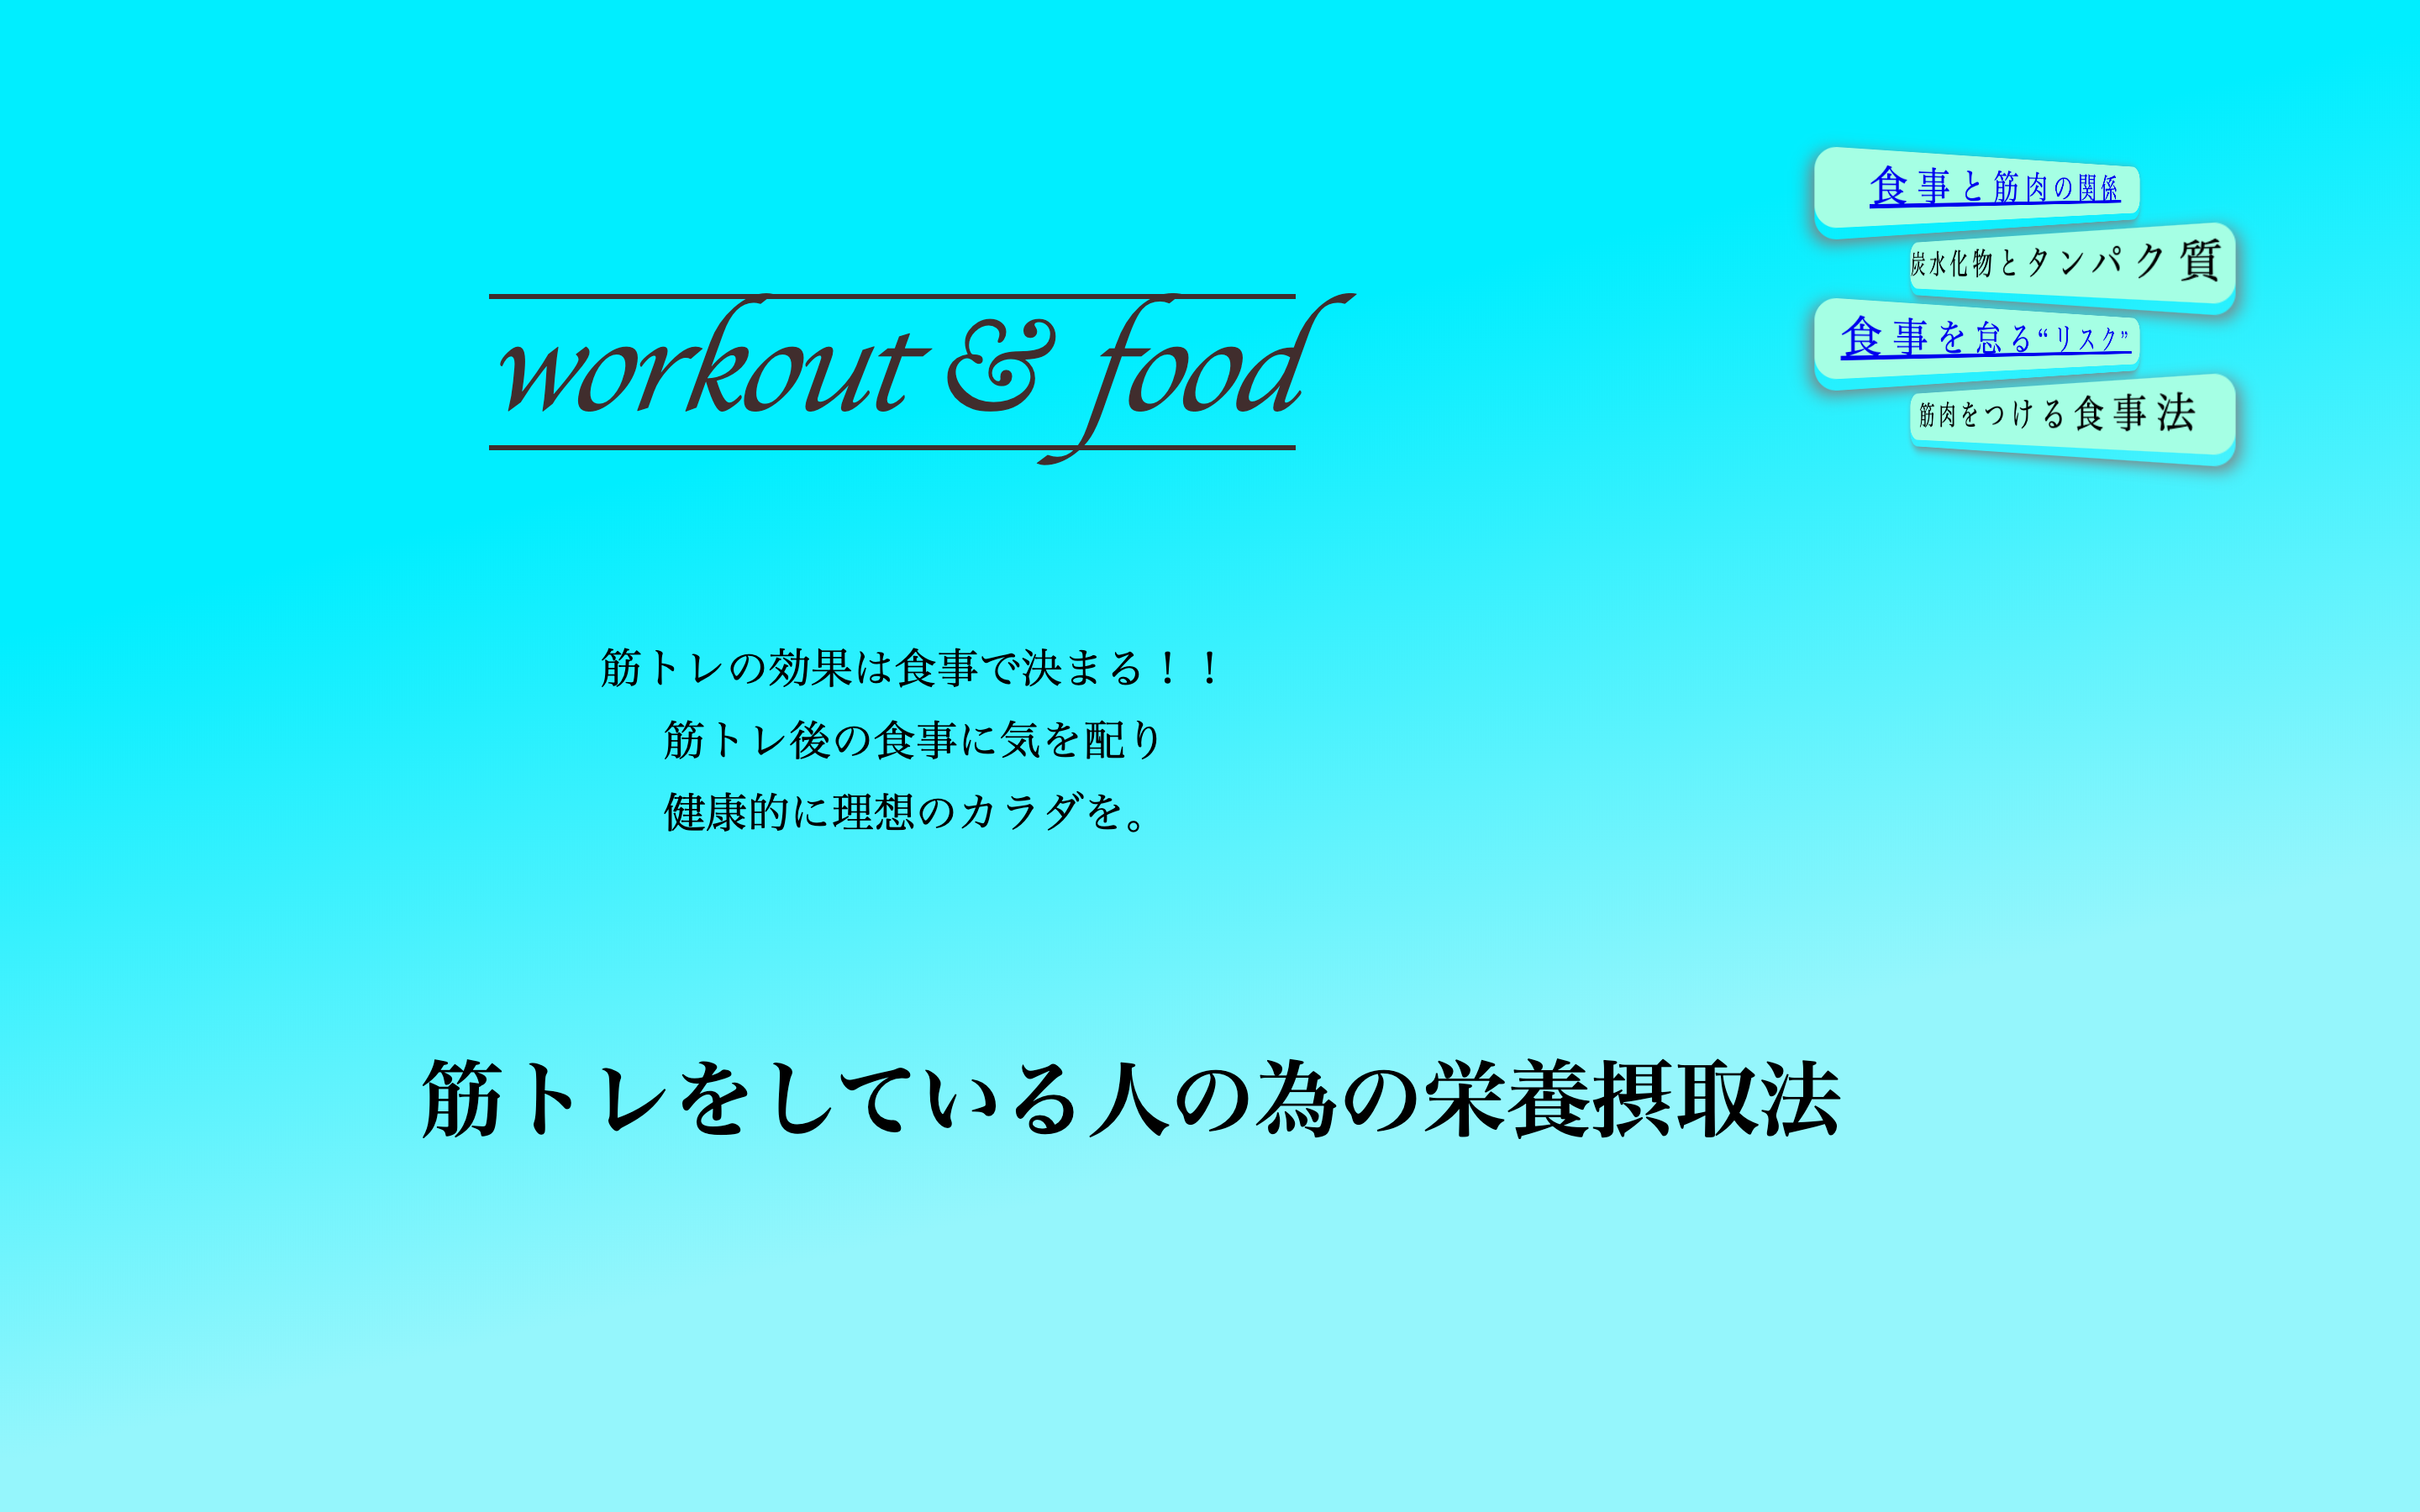 食事と筋肉の関係
炭水化物とタンパク質
食事を怠る“リスク”
筋肉をつける食事法
workout & food
筋トレの効果は食事で決まる！！
筋トレ後の食事に気を配り
健康的に理想のカラダを。
筋トレをしている人の為の栄養摂取法